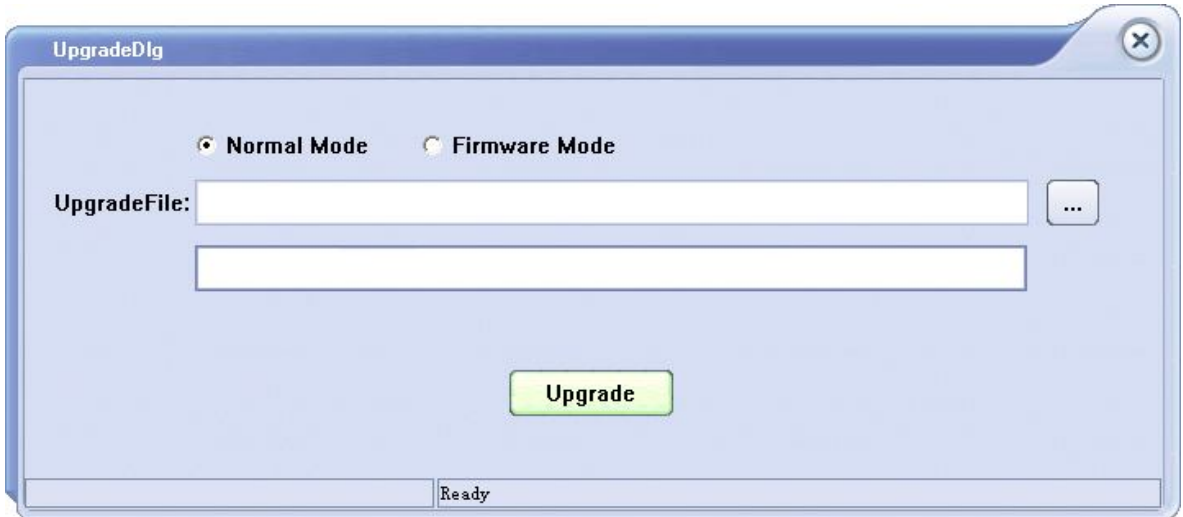 UpgradeDlg
Normal Mode Firmware Mode
UpgradeFile: ...
Upgrade
Ready